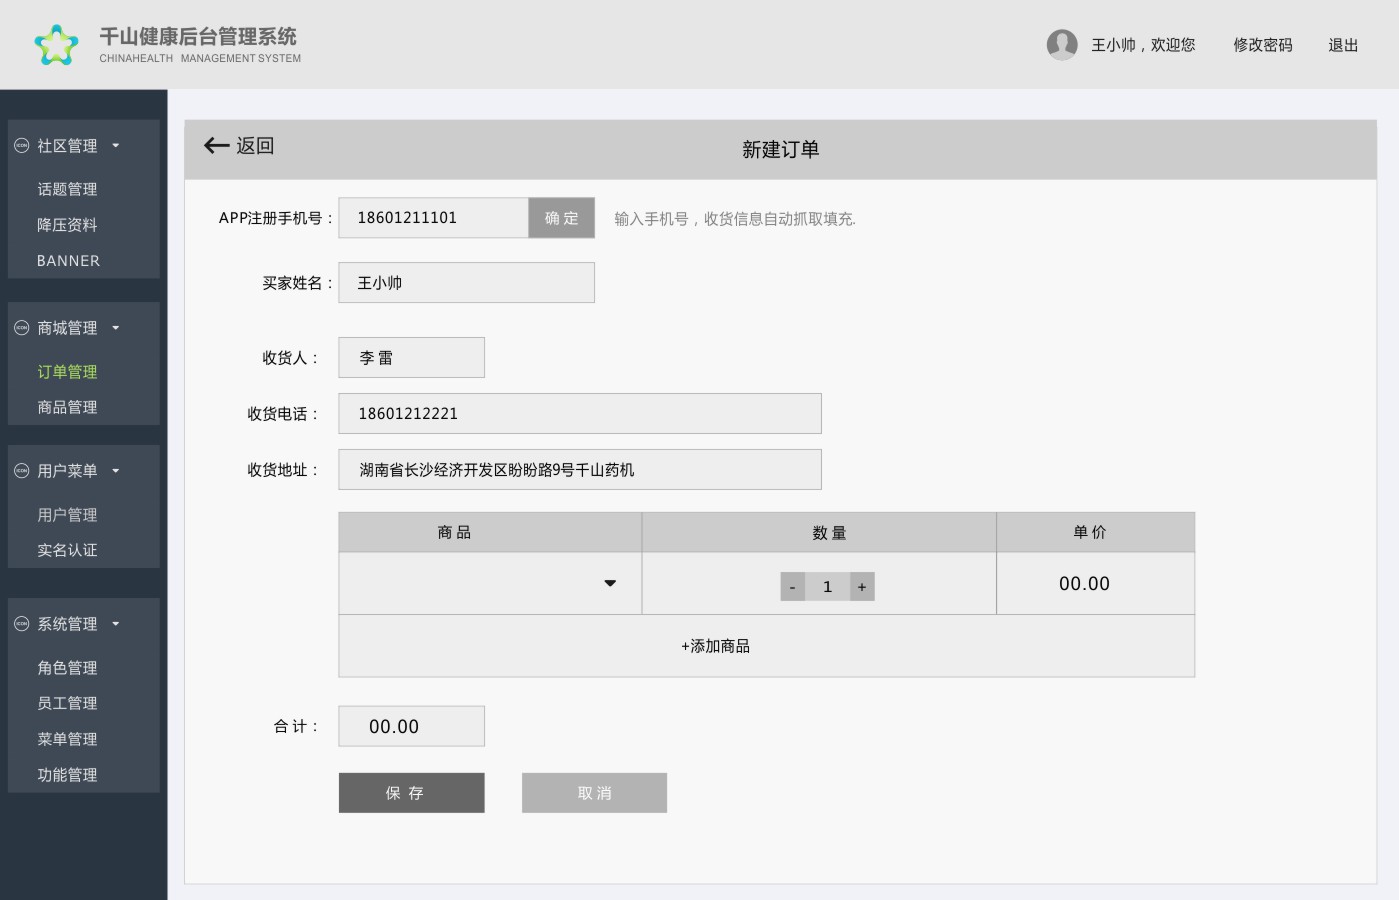 千山健康后台管理系统
CHINAHEALTH MANAGEMENT SYSTEM
王小帅，欢迎您 修改密码 退出
社区管理
话题管理
降压资料
BANNER
商城管理
订单管理
商品管理
用户菜单
用户管理
实名认证
系统管理
角色管理
员工管理
菜单管理
功能管理
返回 新建订单
APP注册手机号： 18601211101 确 定 输入手机号，收货信息自动抓取填充.
买家姓名： 王小帅
收货人： 李 雷
收货电话： 18601212221
收货地址： 湖南省长沙经济开发区盼盼路9号千山药机
商 品 数 量 单 价
- 1 + 00.00
+添加商品
合 计： 00.00
保 存 取 消